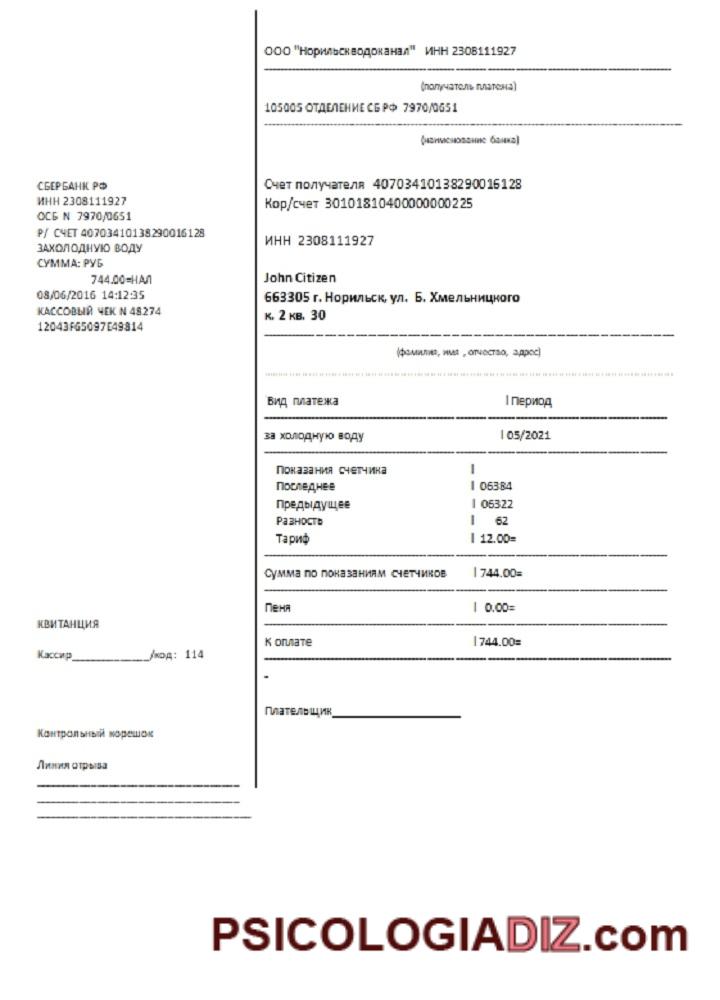 СБЕРБАНК РФ
ИНН 2308111927
ОСБ N 7970/0651
Р/ СЧЕТ 40703410138290016128
ЗАХОЛОДНУЮ ВОДУ
СУММА: РУБ
744.00=НАЛ
08/06/2016 14:12:35
КАССОВЫЙ ЧЕК N 48274
12043F65097E49814
КВИТАНЦИЯ
Кассир______________/код: 114
Контрольный корешок
Линия отрыва
ООО "Норильскводоканал" ИНН 2308111927
(получатель платежа)
105005 ОТДЕЛЕНИЕ СБ РФ 7970/0651
(наименование банка)
Счет получателя 40703410138290016128
Кор/счет 30101810400000000225
ИНН 2308111927
John Citizen
663305 г. Норильск, ул. Б. Хмельницкого
к. 2 кв. 30
(фамилия, имя , отчество, адрес)
Вид платежа | Период
за холодную воду | 05/2021
Показания счетчика |
Последнее | 06384
Предыдущее | 06322
Разность | 62
Тариф | 12.00=
Сумма по показаниям счетчиков | 744.00=
Пеня | 0.00=
К оплате | 744.00=
-
Плательщик____________________
PSICOLOGIADIZ.com